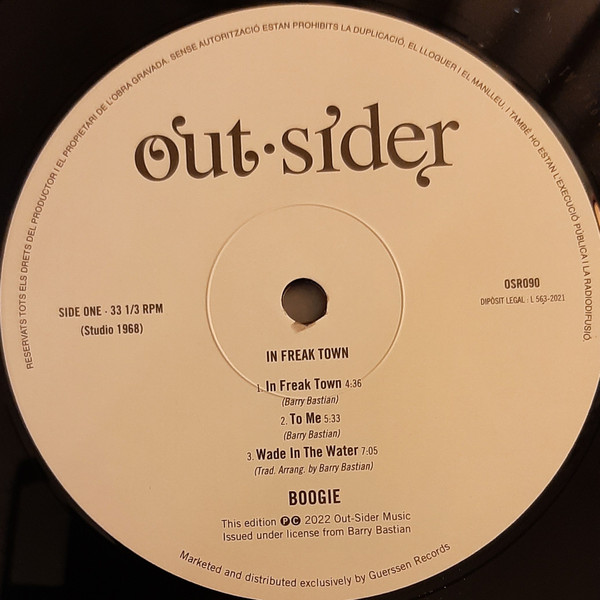 RESERVATS TOTS ELS DRETS DEL PRODUCTOR I EL PROPIETARI DE L'OBRA GRAVADA. SENSE AUTORITZACIÓ ESTAN PROHIBITS LA DUPLICACIÓ, EL LLOGUER I EL MANLLEU, I TAMBÉ HO ESTAN L'EXECUCIÓ PÚBLICA I LA RADIODIFUSIÓ.
out·sider
SIDE ONE - 33 1/3 RPM
(Studio 1968)
OSR090
DIPÒSIT LEGAL : L 563-2021
IN FREAK TOWN
1. In Freak Town 4:36
(Barry Bastian)
2. To Me 5:33
(Barry Bastian)
3. Wade In The Water 7:05
(Trad. Arrang. by Barry Bastian)
BOOGIE
This edition Ⓟ Ⓒ 2022 Out-Sider Music
Issued under license from Barry Bastian
Marketed and distributed exclusively by Guerssen Records